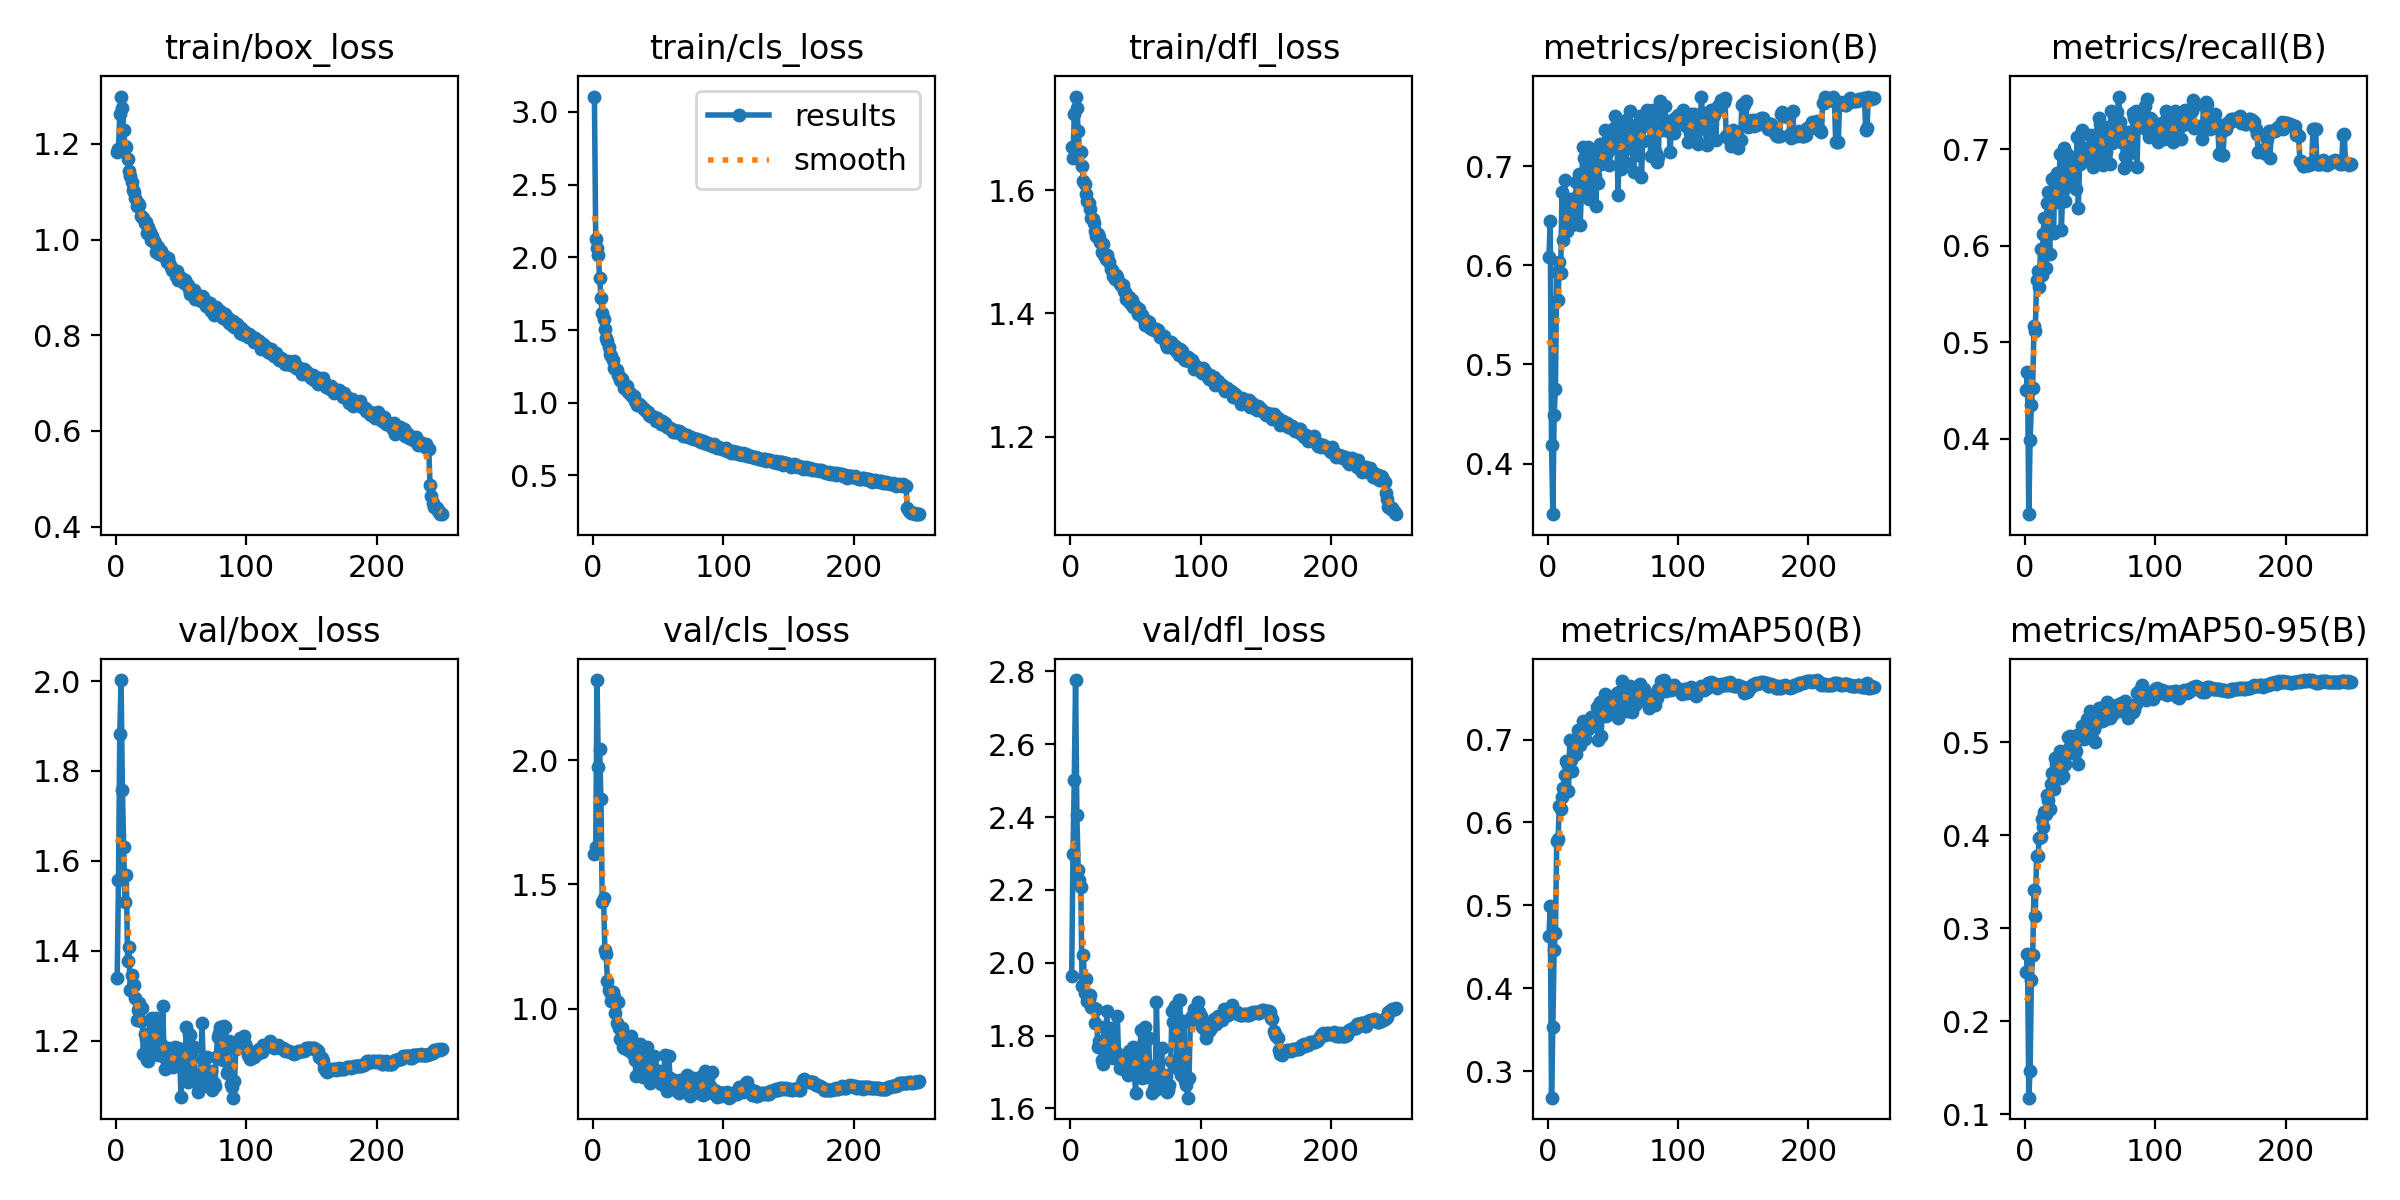 train/box_loss
1.2
1.0
0.8
0.6
0.4
0 100 200
train/cls_loss
results
smooth
3.0
2.5
2.0
1.5
1.0
0.5
0 100 200
train/dfl_loss
1.6
1.4
1.2
0 100 200
metrics/precision(B)
0.7
0.6
0.5
0.4
0 100 200
metrics/recall(B)
0.7
0.6
0.5
0.4
0 100 200
val/box_loss
2.0
1.8
1.6
1.4
1.2
0 100 200
val/cls_loss
2.0
1.5
1.0
0 100 200
val/dfl_loss
2.8
2.6
2.4
2.2
2.0
1.8
1.6
0 100 200
metrics/mAP50(B)
0.7
0.6
0.5
0.4
0.3
0 100 200
metrics/mAP50-95(B)
0.5
0.4
0.3
0.2
0.1
0 100 200